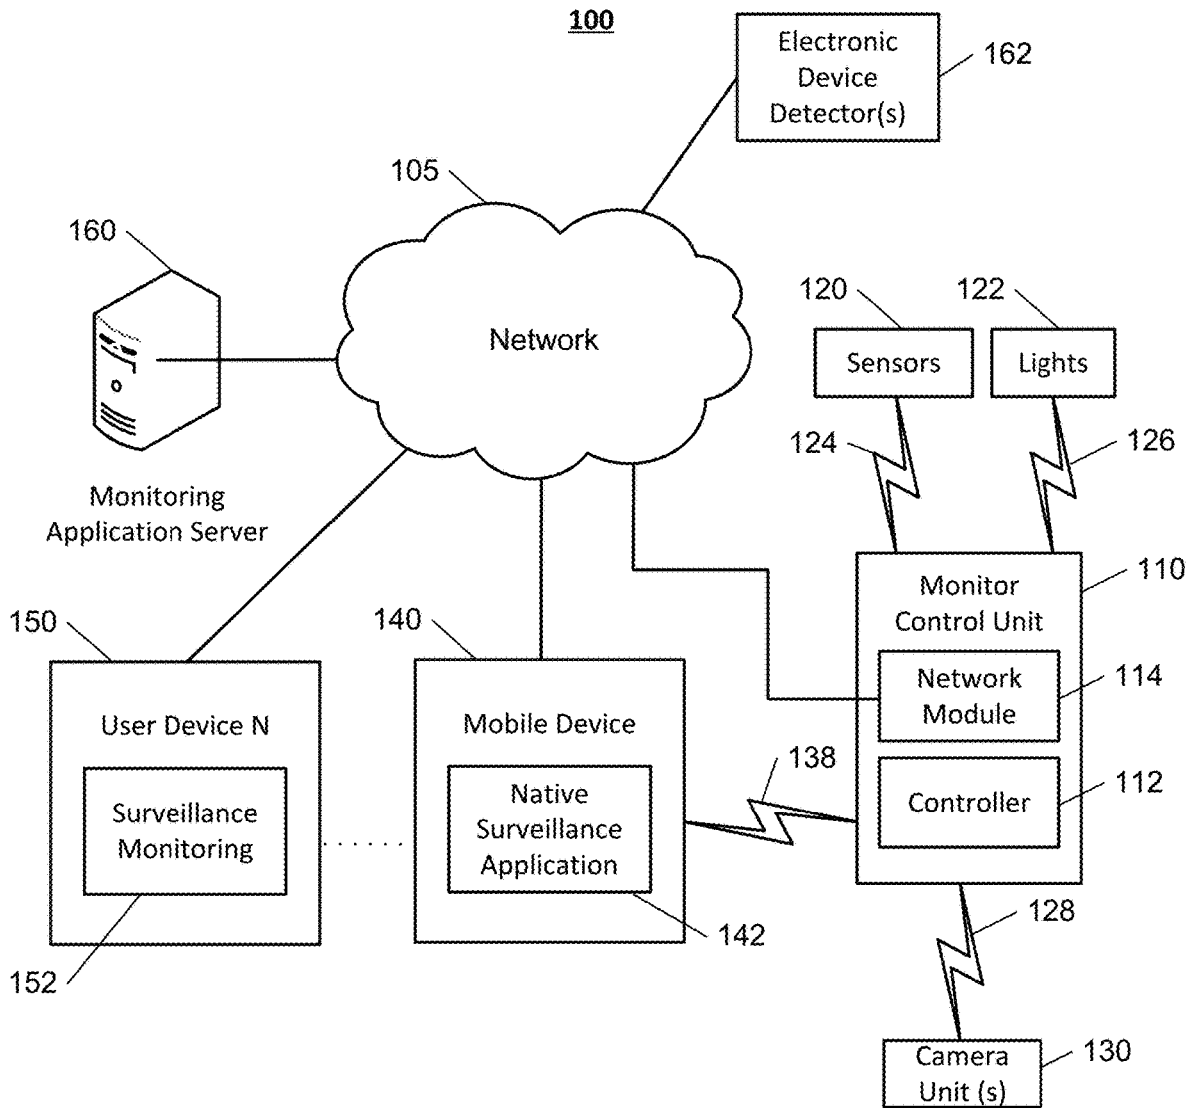 100
Electronic
Device
Detector(s)
162
105
160
Network
120
122
Sensors
Lights
124
126
Monitoring
Application Server
110
Monitor
Control Unit
150
140
Network
Module
114
User Device N
Mobile Device
138
Surveillance
Monitoring
Native
Surveillance
Application
Controller
112
128
142
152
Camera
Unit (s)
130